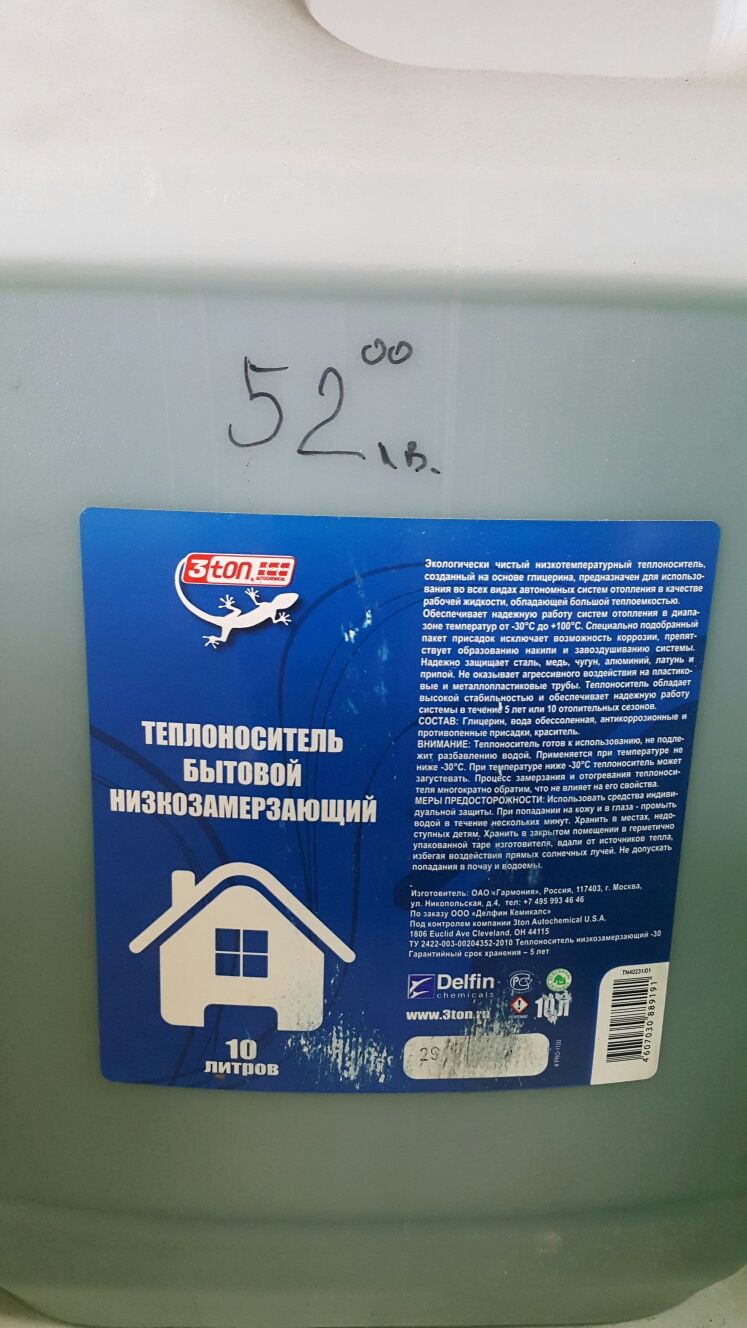 52 00
лв.
3ton
AUTOCHEMICAL
ТЕПЛОНОСИТЕЛЬ
БЫТОВОЙ
НИЗКОЗАМЕРЗАЮЩИЙ
10
ЛИТРОВ
Экологически чистый низкотемпературный теплоноситель,
созданный на основе глицерина, предназначен для использо-
вания во всех видах автономных систем отопления в качестве
рабочей жидкости, обладающей большой теплоемкостью.
Обеспечивает надежную работу систем отопления в диапа-
зоне температур от -30°С до +100°С. Специально подобранный
пакет присадок исключает возможность коррозии, препят-
ствует образованию накипи и завоздушиванию системы.
Надежно защищает сталь, медь, чугун, алюминий, латунь и
припой. Не оказывает агрессивного воздействия на пластико-
вые и металлопластиковые трубы. Теплоноситель обладает
высокой стабильностью и обеспечивает надежную работу
системы в течение 5 лет или 10 отопительных сезонов.
СОСТАВ: Глицерин, вода обессоленная, антикоррозионные и
противопенные присадки, краситель.
ВНИМАНИЕ: Теплоноситель готов к использованию, не подле-
жит разбавлению водой. Применяется при температуре не
ниже -30°С. При температуре ниже -30°С теплоноситель может
загустевать. Процесс замерзания и отогревания теплоноси-
теля многократно обратим, что не влияет на его свойства.
МЕРЫ ПРЕДОСТОРОЖНОСТИ: Использовать средства индиви-
дуальной защиты. При попадании на кожу и в глаза - промыть
водой в течение нескольких минут. Хранить в местах, недо-
ступных детям. Хранить в закрытом помещении в герметично
упакованной таре изготовителя, вдали от источников тепла,
избегая воздействия прямых солнечных лучей. Не допускать
попадания в почву и водоемы.
Изготовитель: ОАО «Гармония», Россия, 117403, г. Москва,
ул. Никопольская, д.4, тел: +7 495 993 46 46
По заказу ООО «Делфин Кемикалс»
Под контролем компании 3ton Autochemical U.S.A.
1806 Euclid Ave Cleveland, OH 44115
ТУ 2422-003-00204352-2010 Теплоноситель низкозамерзающий -30
Гарантийный срок хранения – 5 лет
Delfin
chemicals
РСТ
www.3ton.ru
10Л
29
# PRO-1100
TN40231/01
4607030 889191